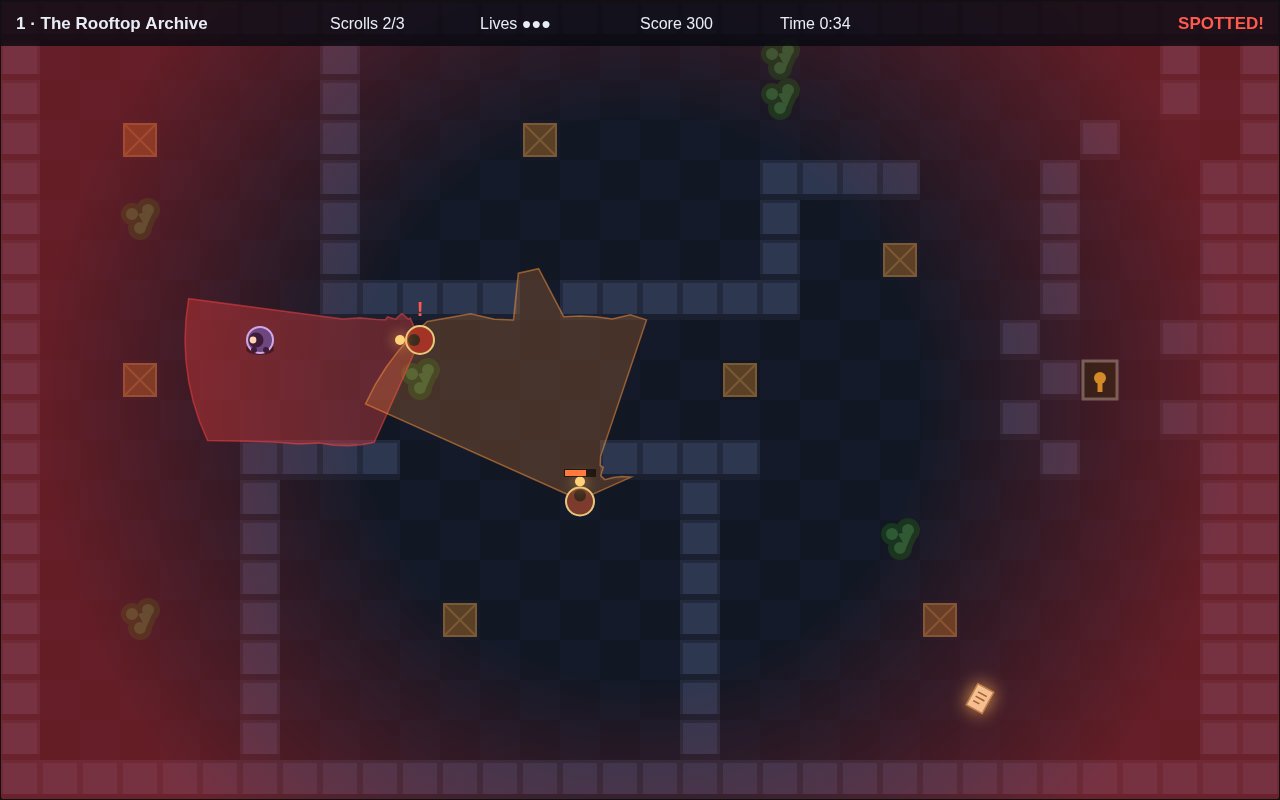 1 · The Rooftop Archive
Scrolls 2/3
Lives ●●●
Score 300
Time 0:34
SPOTTED!
!